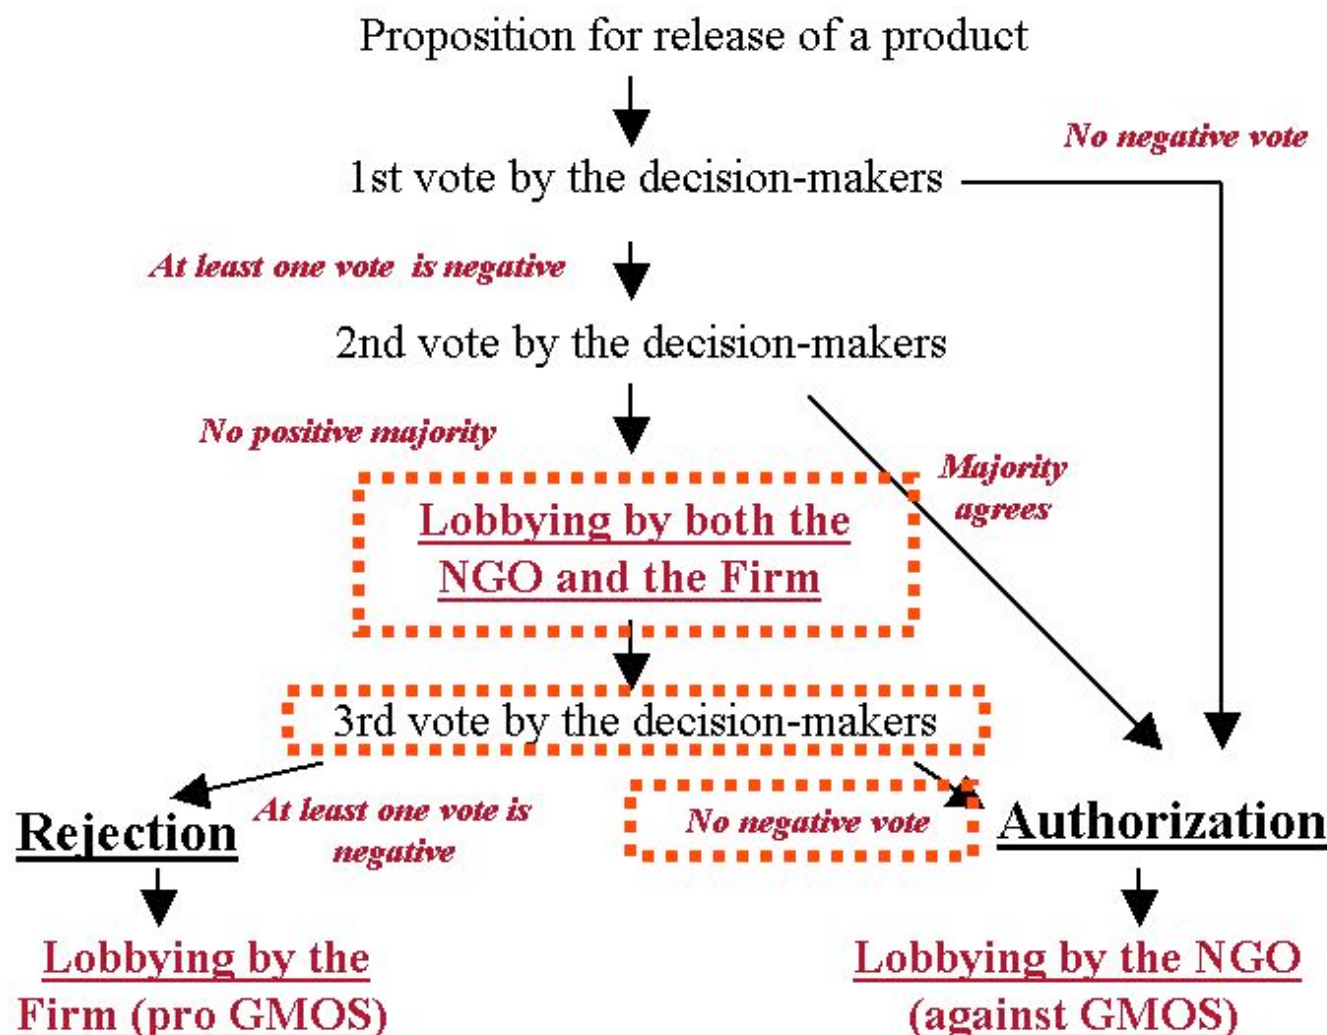 Proposition for release of a product
No negative vote
1st vote by the decision-makers
At least one vote is negative
2nd vote by the decision-makers
No positive majority
Majority
agrees
Lobbying by both the
NGO and the Firm
3rd vote by the decision-makers
Rejection
At least one vote is
negative
No negative vote
Authorization
Lobbying by the
Firm (pro GMOS)
Lobbying by the NGO
(against GMOS)